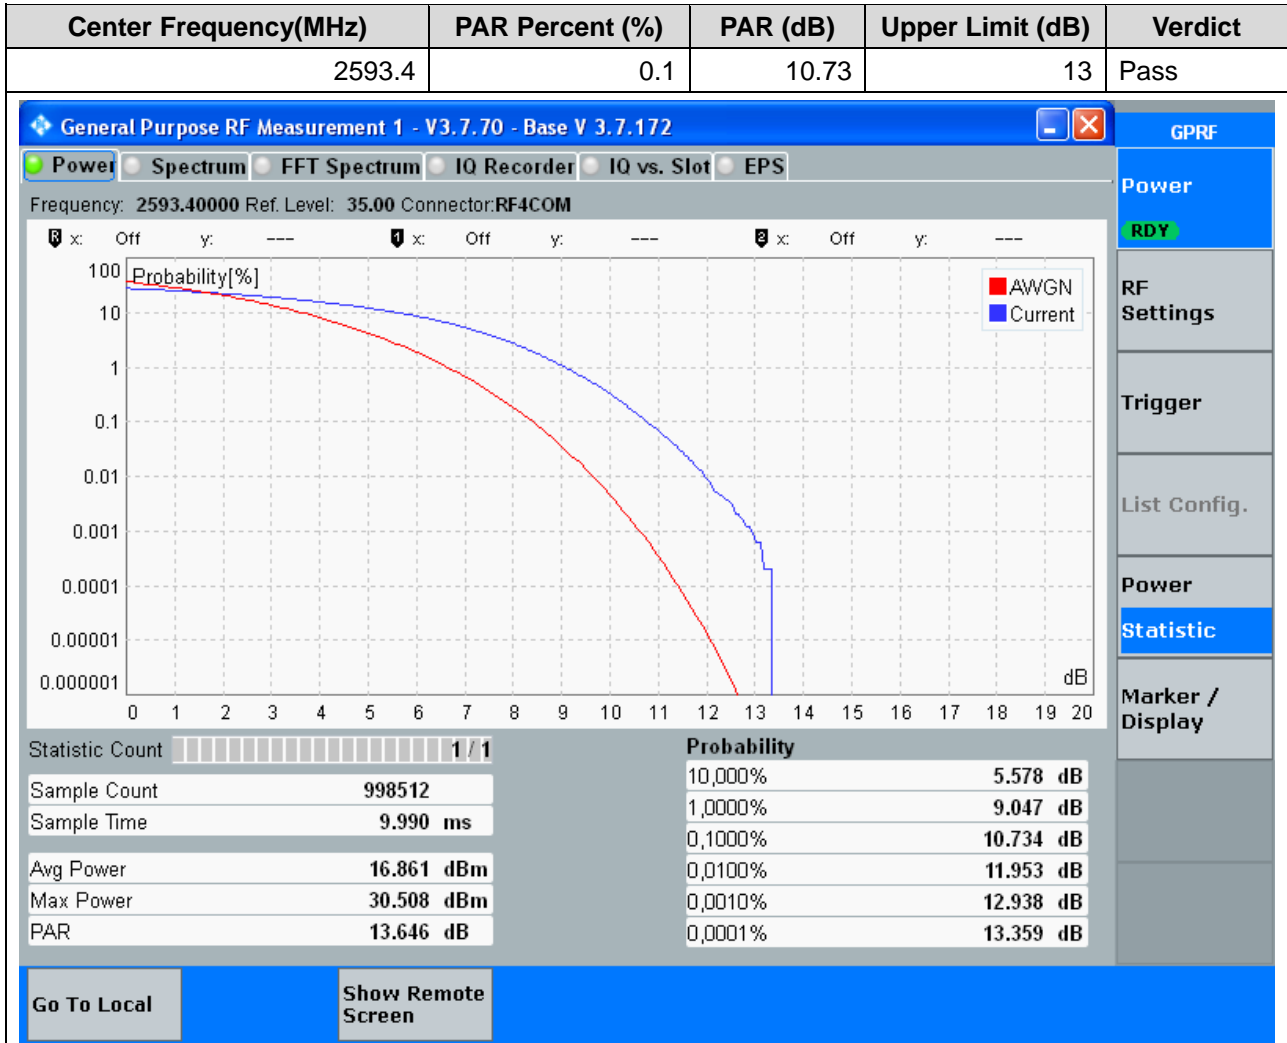 Center Frequency(MHz) PAR Percent (%) PAR (dB) Upper Limit (dB) Verdict
2593.4 0.1 10.73 13 Pass
General Purpose RF Measurement 1 - V3.7.70 - Base V 3.7.172
GPRF
Power Spectrum FFT Spectrum IQ Recorder IQ vs. Slot EPS
Frequency: 2593.40000 Ref. Level: 35.00 Connector:RF4COM
R x: Off y: --- 1 x: Off y: --- 2 x: Off y: ---
Probability[%]
AWGN
Current
100
10
1
0.1
0.01
0.001
0.0001
0.00001
0.000001
dB
0 1 2 3 4 5 6 7 8 9 10 11 12 13 14 15 16 17 18 19 20
Power
RDY
RF
Settings
Trigger
List Config.
Power
Statistic
Marker /
Display
Statistic Count 1 / 1
Sample Count 998512
Sample Time 9.990 ms
Avg Power 16.861 dBm
Max Power 30.508 dBm
PAR 13.646 dB
Probability
10,000% 5.578 dB
1,0000% 9.047 dB
0,1000% 10.734 dB
0,0100% 11.953 dB
0,0010% 12.938 dB
0,0001% 13.359 dB
Go To Local
Show Remote
Screen